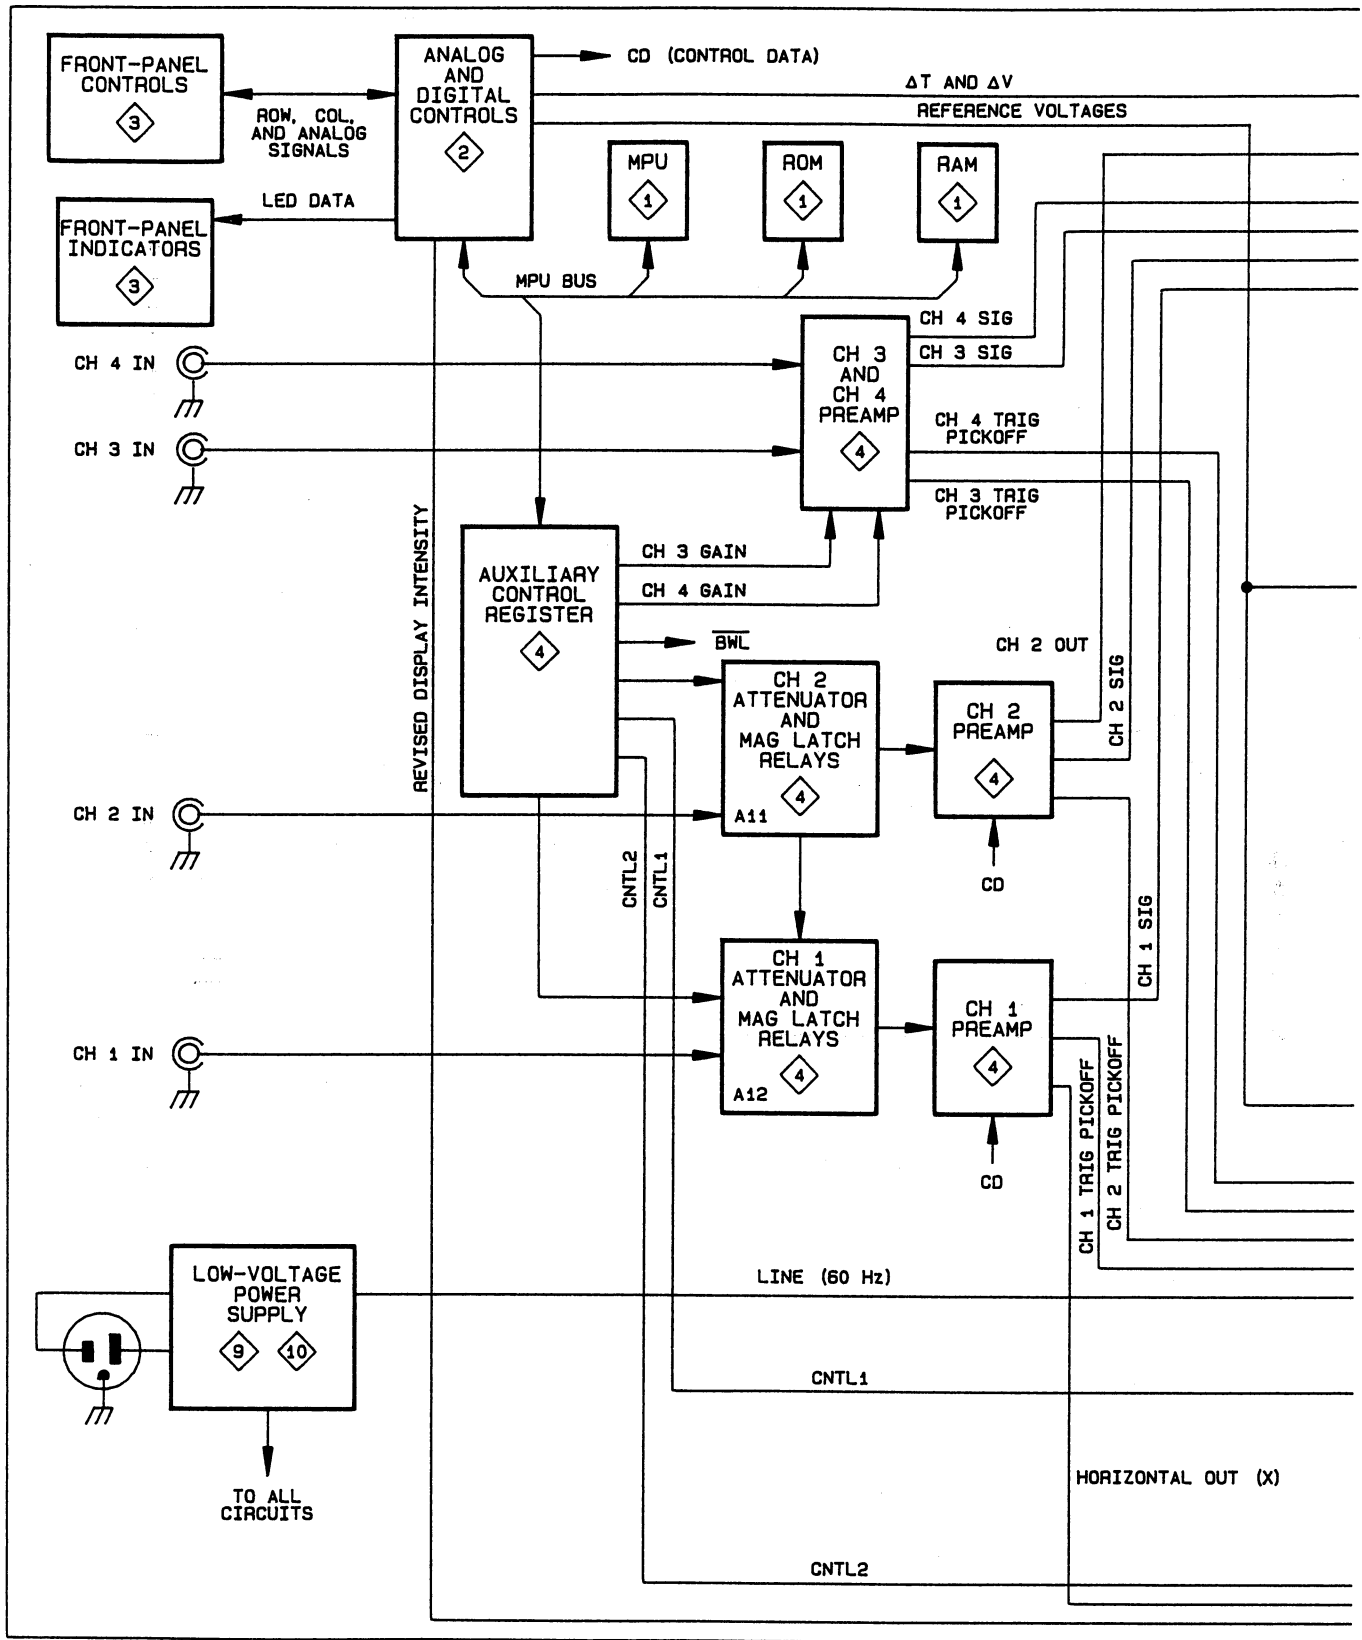 FRONT-PANEL
CONTROLS
3
ROW, COL,
AND ANALOG
SIGNALS
ANALOG
AND
DIGITAL
CONTROLS
2
CD (CONTROL DATA)
ΔT AND ΔV
REFERENCE VOLTAGES
MPU
1
ROM
1
RAM
1
LED DATA
FRONT-PANEL
INDICATORS
3
MPU BUS
CH 4 IN
CH 3 IN
CH 3
AND
CH 4
PREAMP
4
CH 4 SIG
CH 3 SIG
CH 4 TRIG
PICKOFF
CH 3 TRIG
PICKOFF
REVISED DISPLAY INTENSITY
AUXILIARY
CONTROL
REGISTER
4
CH 3 GAIN
CH 4 GAIN
B̅W̅L̅
CH 2 OUT
CH 2 SIG
CH 2
ATTENUATOR
AND
MAG LATCH
RELAYS
4
A11
CH 2
PREAMP
4
CD
CH 2 IN
CNTL2
CNTL1
CH 1 SIG
CH 1
ATTENUATOR
AND
MAG LATCH
RELAYS
4
A12
CH 1
PREAMP
4
CD
CH 1 IN
CH 1 TRIG PICKOFF
CH 2 TRIG PICKOFF
LOW-VOLTAGE
POWER
SUPPLY
9 10
LINE (60 Hz)
CNTL1
TO ALL
CIRCUITS
HORIZONTAL OUT (X)
CNTL2